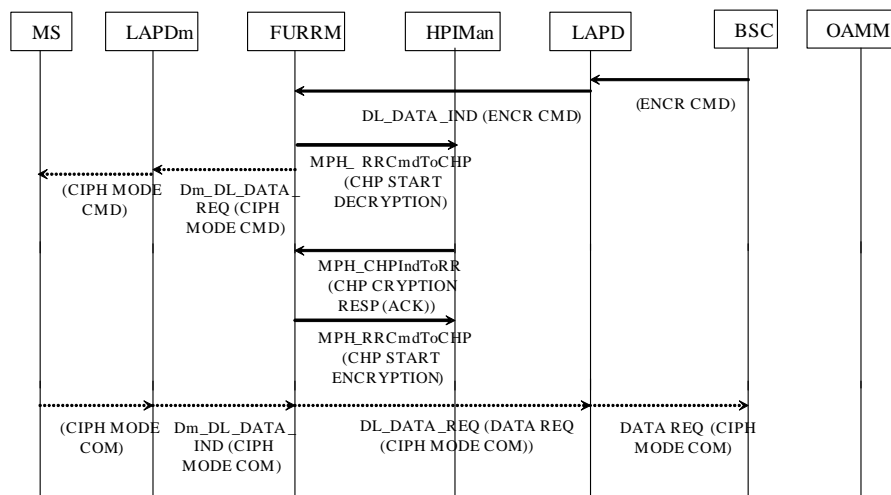 MS
LAPDm
FURRM
HPIMan
LAPD
BSC
OAMM
(ENCR CMD)
DL_DATA_IND (ENCR CMD)
MPH_ RRCmdToCHP
(CHP START
DECRYPTION)
(CIPH MODE
CMD)
Dm_DL_DATA_
REQ (CIPH
MODE CMD)
MPH_CHPIndToRR
(CHP CRYPTION
RESP (ACK))
MPH_RRCmdToCHP
(CHP START
ENCRYPTION)
(CIPH MODE
COM)
Dm_DL_DATA_
IND (CIPH
MODE COM)
DL_DATA_REQ (DATA REQ
(CIPH MODE COM))
DATA REQ (CIPH
MODE COM)